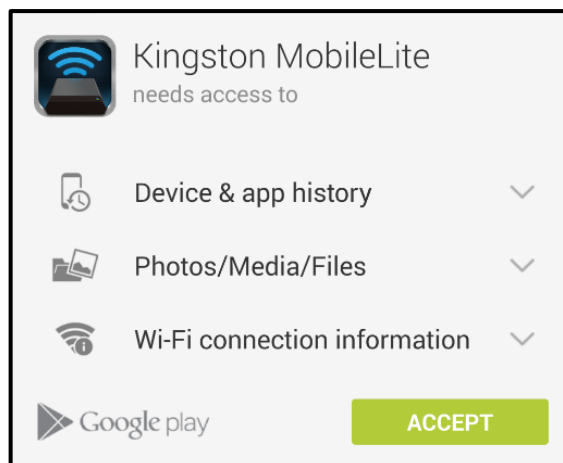 Kingston MobileLite
needs access to
Device & app history
Photos/Media/Files
Wi-Fi connection information
Google play
ACCEPT